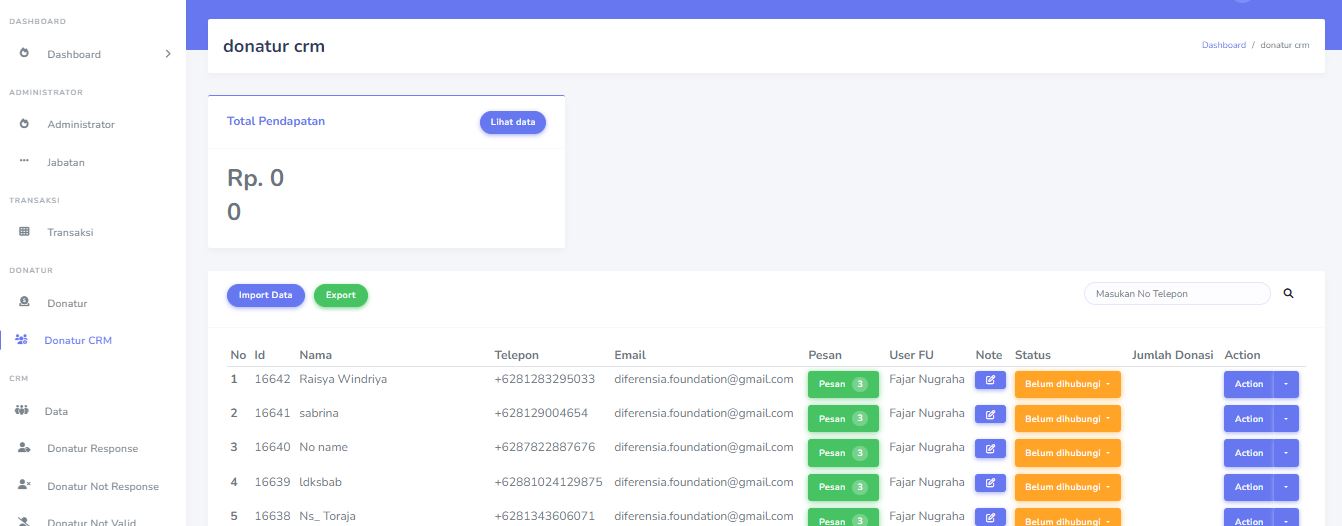 DASHBOARD
Dashboard
ADMINISTRATOR
Administrator
Jabatan
TRANSAKSI
Transaksi
DONATUR
Donatur
Donatur CRM
CRM
Data
Donatur Response
Donatur Not Response
Donatur Not Valid
donatur crm
Dashboard / donatur crm
Total Pendapatan Lihat data
Rp. 0
0
Import Data Export Masukan No Telepon
No Id Nama Telepon Email Pesan User FU Note Status Jumlah Donasi Action
1 16642 Raisya Windriya +6281283295033 diferensia.foundation@gmail.com Pesan 3 Fajar Nugraha Belum dihubungi Action
2 16641 sabrina +628129004654 diferensia.foundation@gmail.com Pesan 3 Fajar Nugraha Belum dihubungi Action
3 16640 No name +6287822887676 diferensia.foundation@gmail.com Pesan 3 Fajar Nugraha Belum dihubungi Action
4 16639 ldksbab +62881024129875 diferensia.foundation@gmail.com Pesan 3 Fajar Nugraha Belum dihubungi Action
5 16638 Ns_ Toraja +6281343606071 diferensia.foundation@gmail.com Pesan 3 Fajar Nugraha Belum dihubungi Action